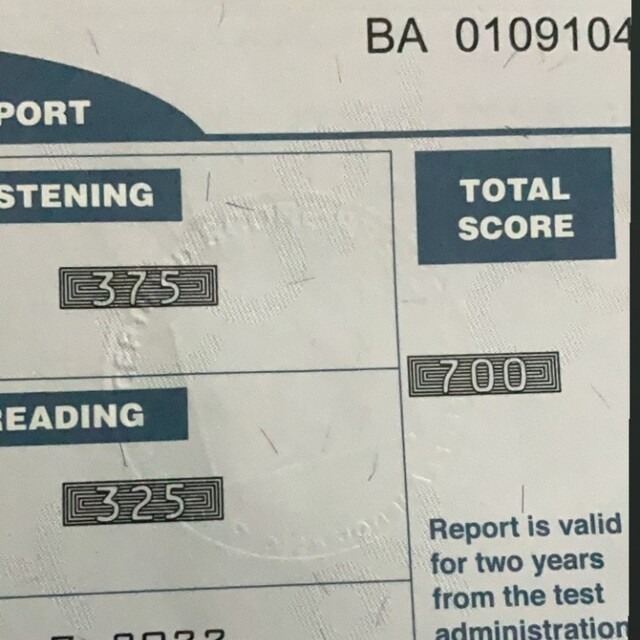 BA 0109104
PORT
STENING
TOTAL
SCORE
375
700
READING
325
Report is valid
for two years
from the test
administration